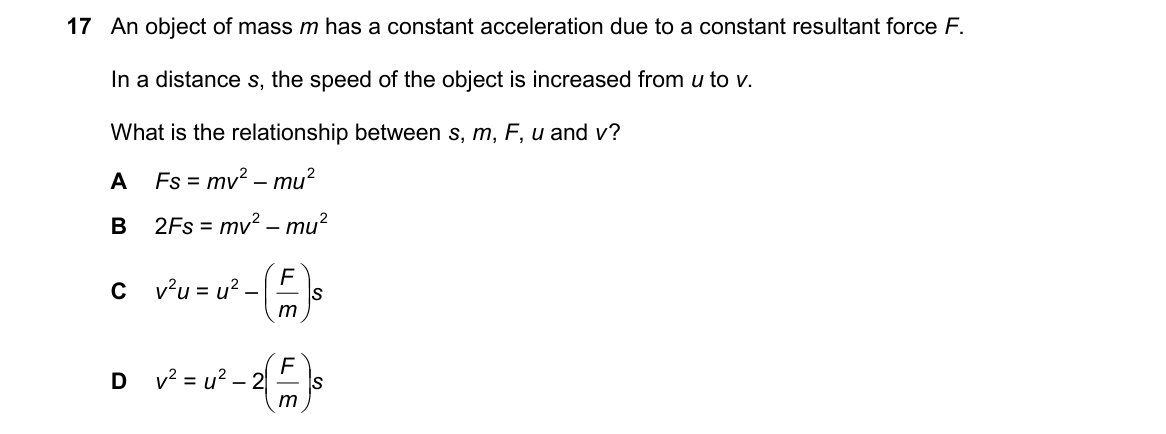 17 An object of mass m has a constant acceleration due to a constant resultant force F.
In a distance s, the speed of the object is increased from u to v.
What is the relationship between s, m, F, u and v?
A Fs = mv² – mu²
B 2Fs = mv² – mu²
C v²u = u² – (F/m)s
D v² = u² – 2(F/m)s